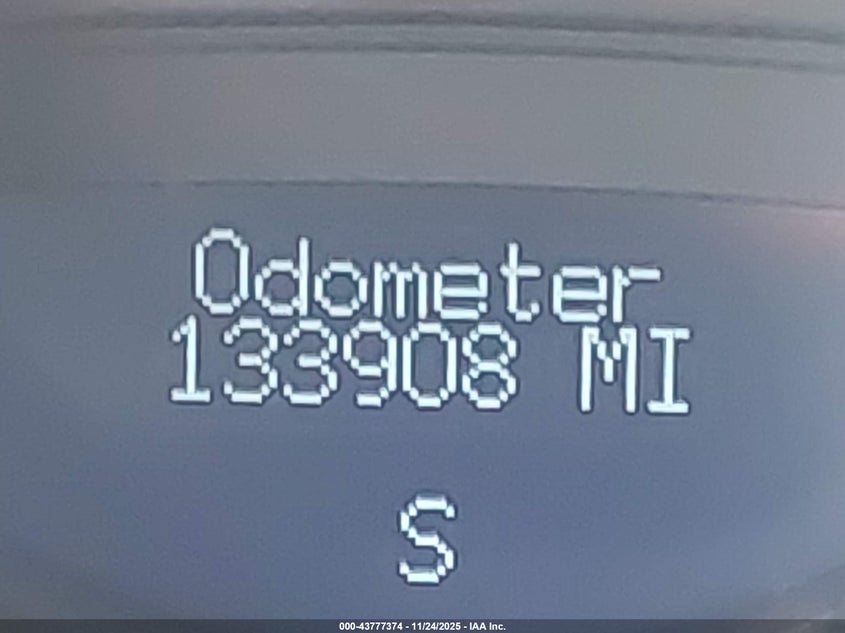 Odometer
133908 MI
S
000-43777374 - 11/24/2025 - IAA Inc.